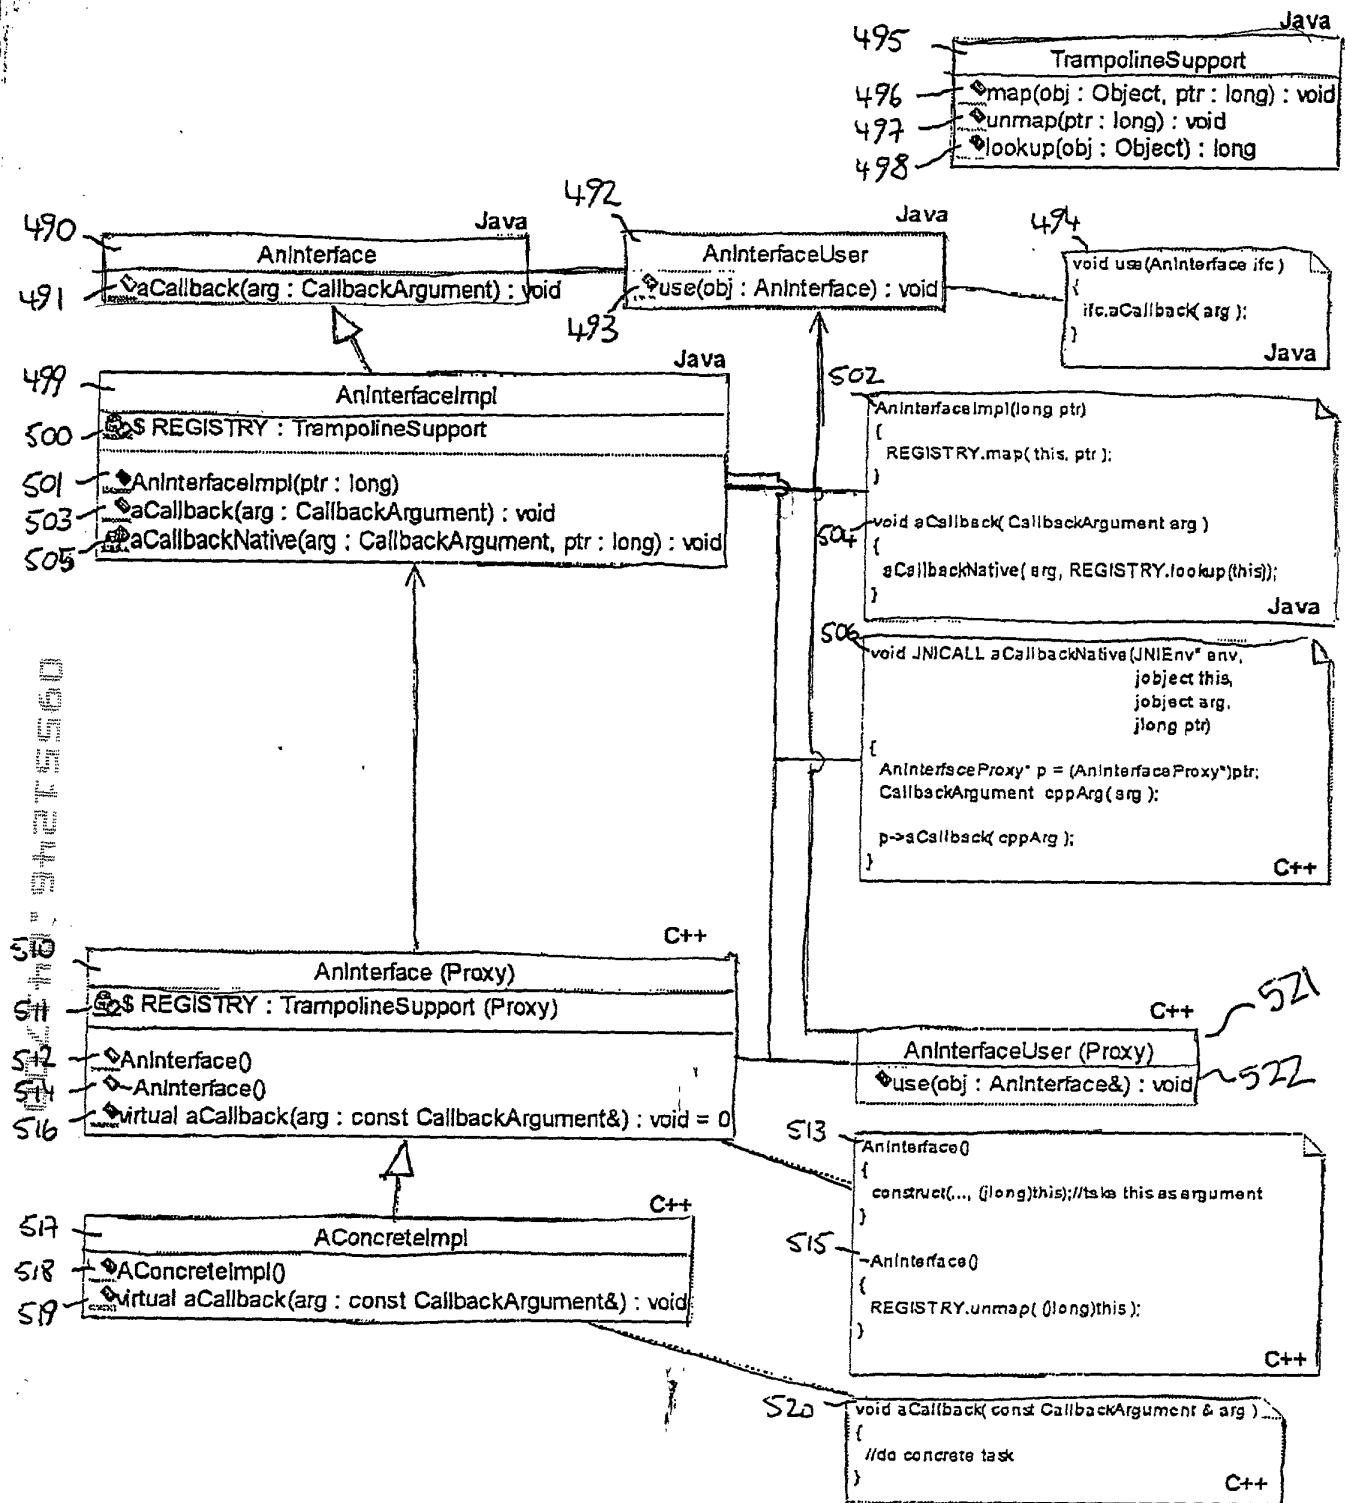 Java
495
TrampolineSupport
496
map(obj : Object, ptr : long) : void
497
unmap(ptr : long) : void
498
lookup(obj : Object) : long
490
Java
AnInterface
491
aCallback(arg : CallbackArgument) : void
492
Java
AnInterfaceUser
493
use(obj : AnInterface) : void
494
void use(AnInterface ifc )
{
ifc.aCallback( arg );
}
Java
499
Java
AnInterfaceImpl
500
$ REGISTRY : TrampolineSupport
501
AnInterfaceImpl(ptr : long)
503
aCallback(arg : CallbackArgument) : void
505
aCallbackNative(arg : CallbackArgument, ptr : long) : void
502
AnInterfaceImpl(long ptr)
{
REGISTRY.map( this, ptr );
}
504
void aCallback( CallbackArgument arg )
{
aCallbackNative( arg, REGISTRY.lookup(this));
}
Java
506
void JNICALL aCallbackNative(JNIEnv* env,
jobject this,
jobject arg,
jlong ptr)
{
AnInterfaceProxy* p = (AnInterfaceProxy*)ptr;
CallbackArgument cppArg( arg );
p->aCallback( cppArg );
}
C++
510
C++
AnInterface (Proxy)
511
$ REGISTRY : TrampolineSupport (Proxy)
512
AnInterface()
514
~AnInterface()
516
virtual aCallback(arg : const CallbackArgument&) : void = 0
C++
521
AnInterfaceUser (Proxy)
use(obj : AnInterface&) : void
522
513
AnInterface()
{
construct(..., (jlong)this);//take this as argument
}
515
~AnInterface()
{
REGISTRY.unmap( (jlong)this );
}
C++
C++
517
AConcreteImpl
518
AConcreteImpl()
519
virtual aCallback(arg : const CallbackArgument&) : void
520
void aCallback( const CallbackArgument & arg )
{
//do concrete task
}
C++